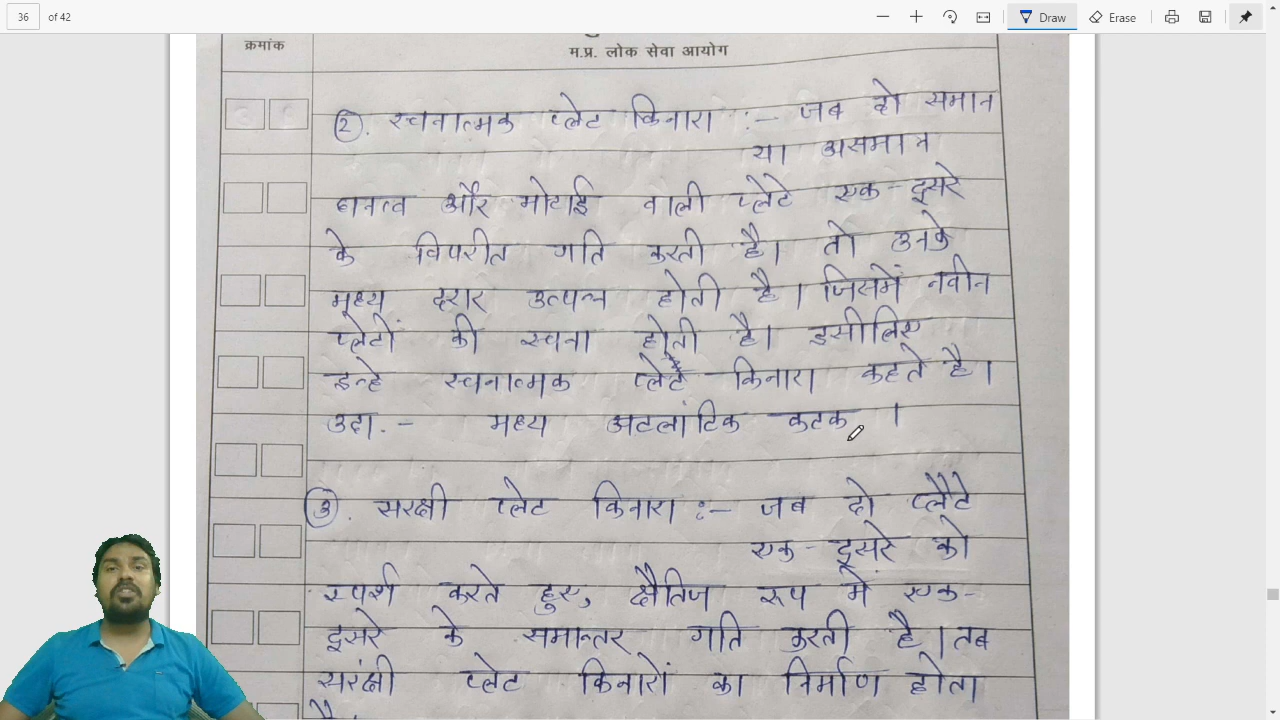 36 of 42
Draw
Erase
क्रमांक
म.प्र. लोक सेवा आयोग
②. रचनात्मक प्लेट किनारा :- जब दो समान
या असमान
घनत्व और मोटाई वाली प्लेटे एक-दूसरे
के विपरीत गति करती है। तो उनके
मध्य दरार उत्पन्न होती है। जिसमें नवीन
प्लेटों की रचना होती है। इसीलिए
इन्हे रचनात्मक प्लेट किनारा कहते है।
उदा.- मध्य अटलांटिक कटक ।
③. सरक्षी प्लेट किनारा :- जब दो प्लैटे
एक-दूसरे को
स्पर्श करते हुए, क्षैतिज रूप मे एक-
दूसरे के समान्तर गति करती है। तब
सरंक्षी प्लेट किनारों का निर्माण होता
है।